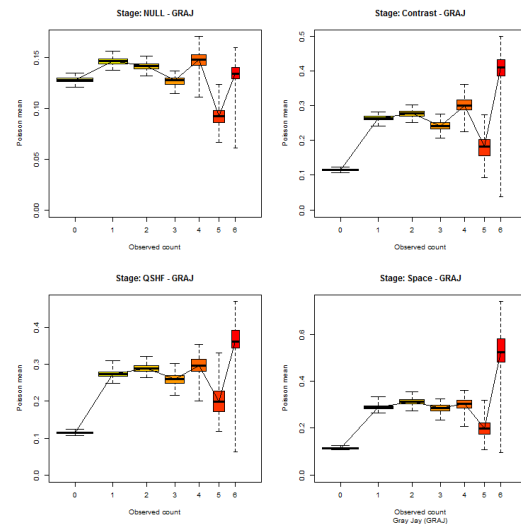 Stage: NULL - GRAJ
Poisson mean
0.00 0.05 0.10 0.15
0 1 2 3 4 5 6
Observed count
Stage: Contrast - GRAJ
Poisson mean
0.0 0.1 0.2 0.3 0.4 0.5
0 1 2 3 4 5 6
Observed count
Stage: QSHF - GRAJ
Poisson mean
0.0 0.1 0.2 0.3 0.4
0 1 2 3 4 5 6
Observed count
Stage: Space - GRAJ
Poisson mean
0.0 0.2 0.4 0.6
0 1 2 3 4 5 6
Observed count
Gray Jay (GRAJ)